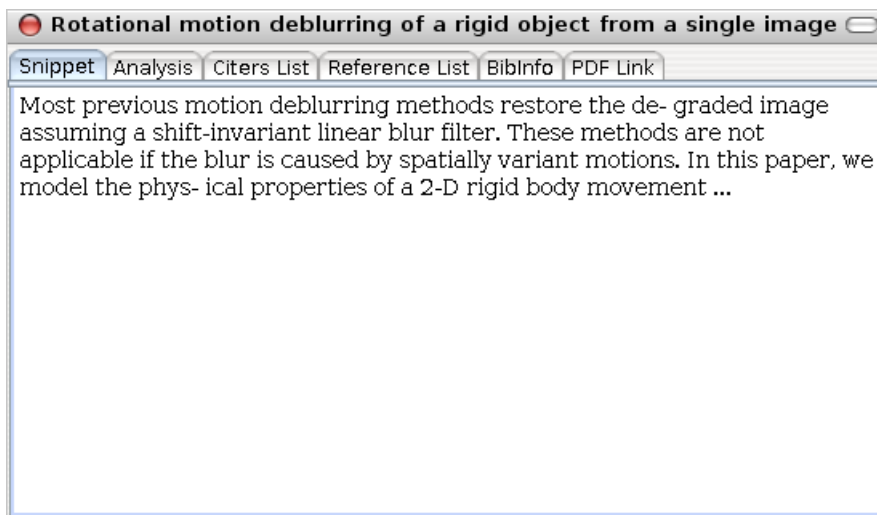 Rotational motion deblurring of a rigid object from a single image
Snippet Analysis Citers List Reference List BibInfo PDF Link
Most previous motion deblurring methods restore the de- graded image
assuming a shift-invariant linear blur filter. These methods are not
applicable if the blur is caused by spatially variant motions. In this paper, we
model the phys- ical properties of a 2-D rigid body movement ...